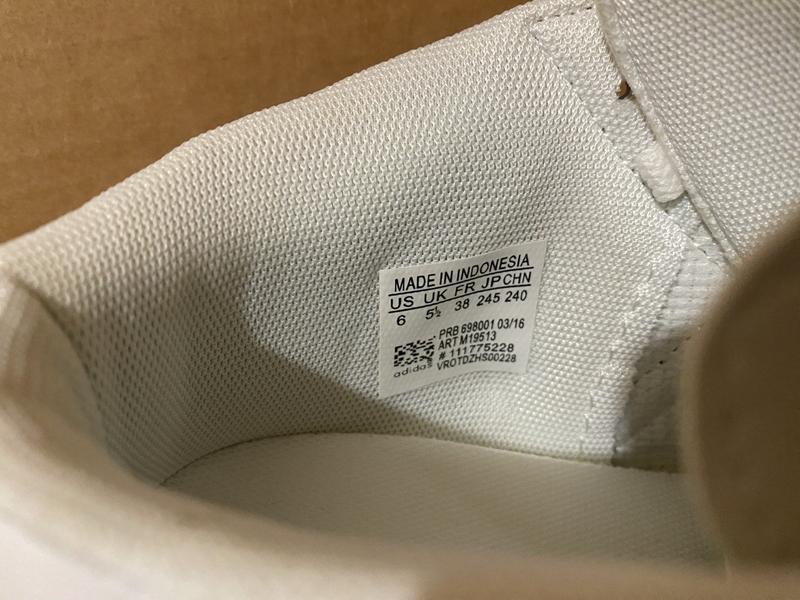 MADE IN INDONESIA
US UK FR JP CHN
6 5½ 38 245 240
PRB 698001 03/16
ART M19513
# 111775228
VROTDZHS00228
adidas